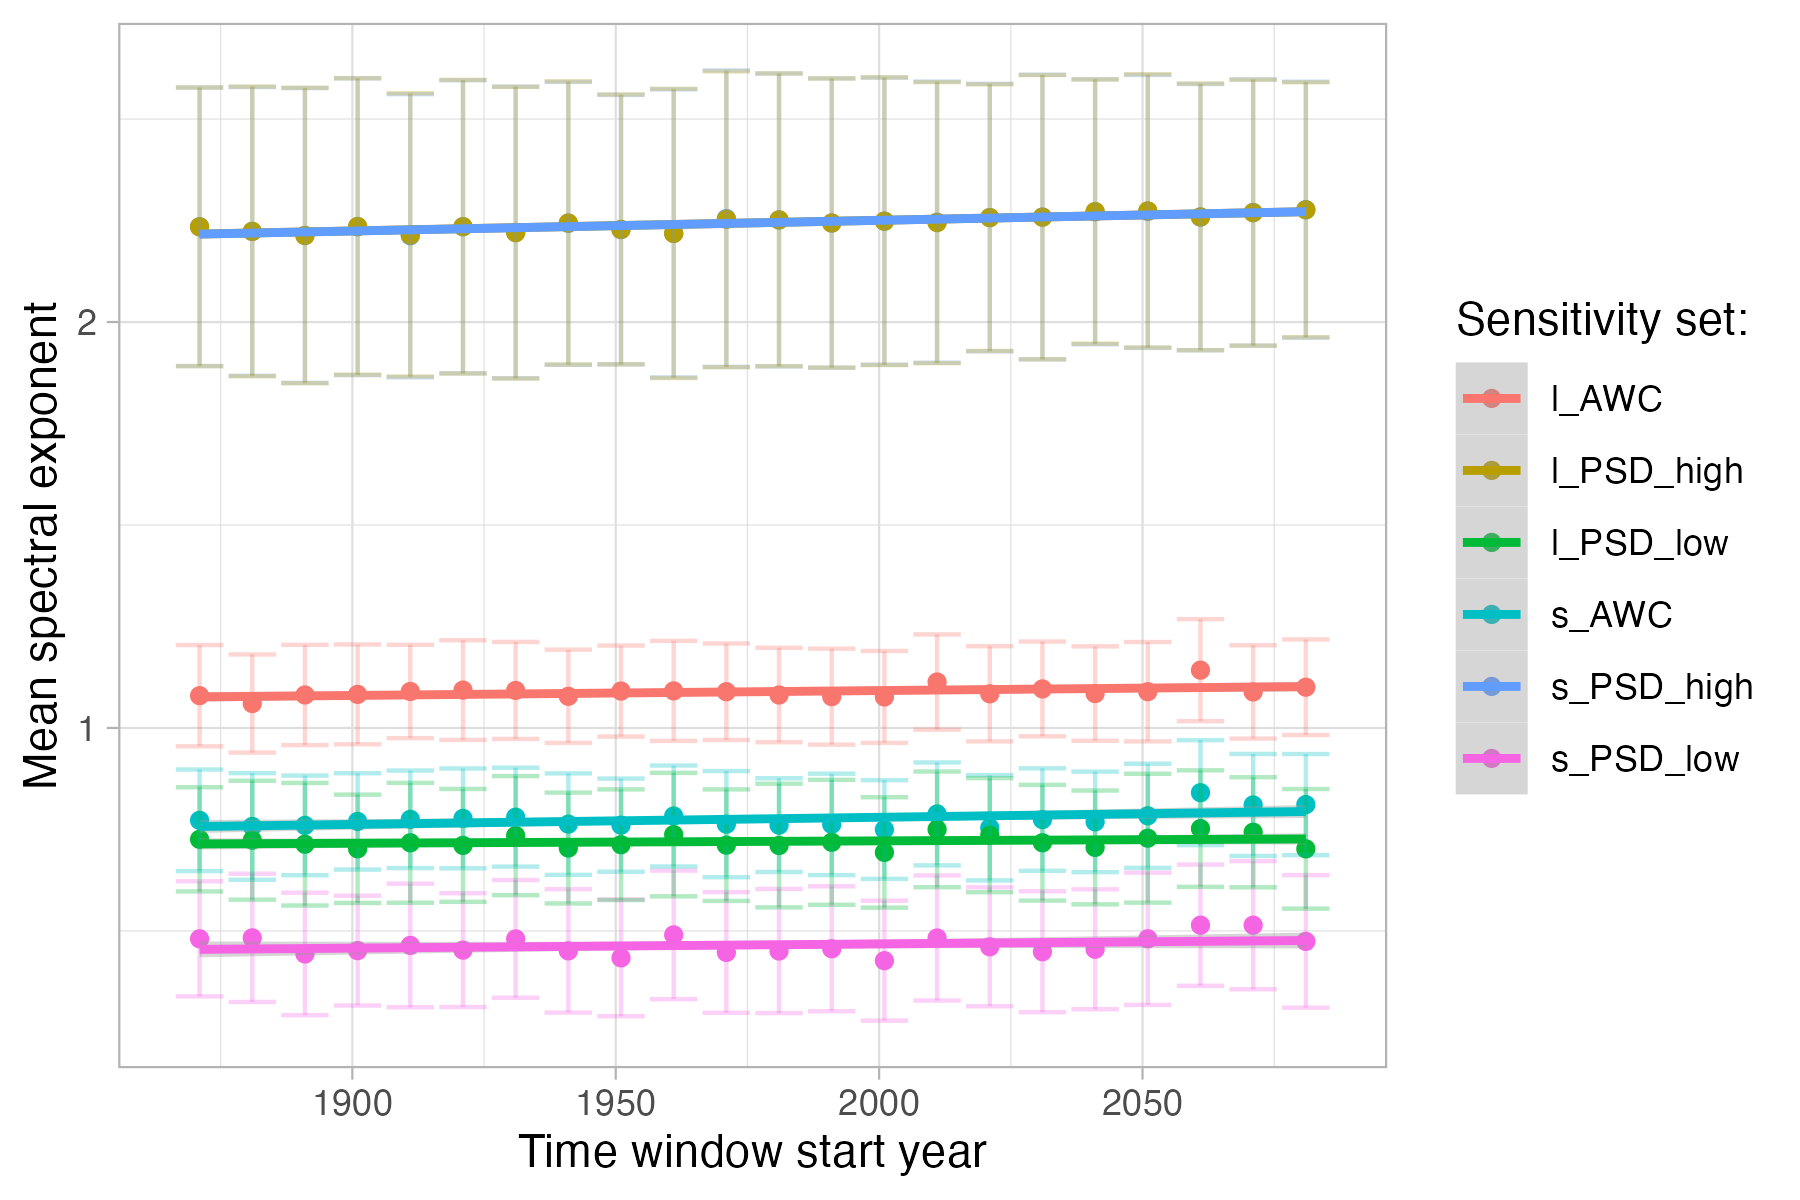 Mean spectral exponent
2
1
1900
1950
2000
2050
Time window start year
Sensitivity set:
l_AWC
l_PSD_high
l_PSD_low
s_AWC
s_PSD_high
s_PSD_low